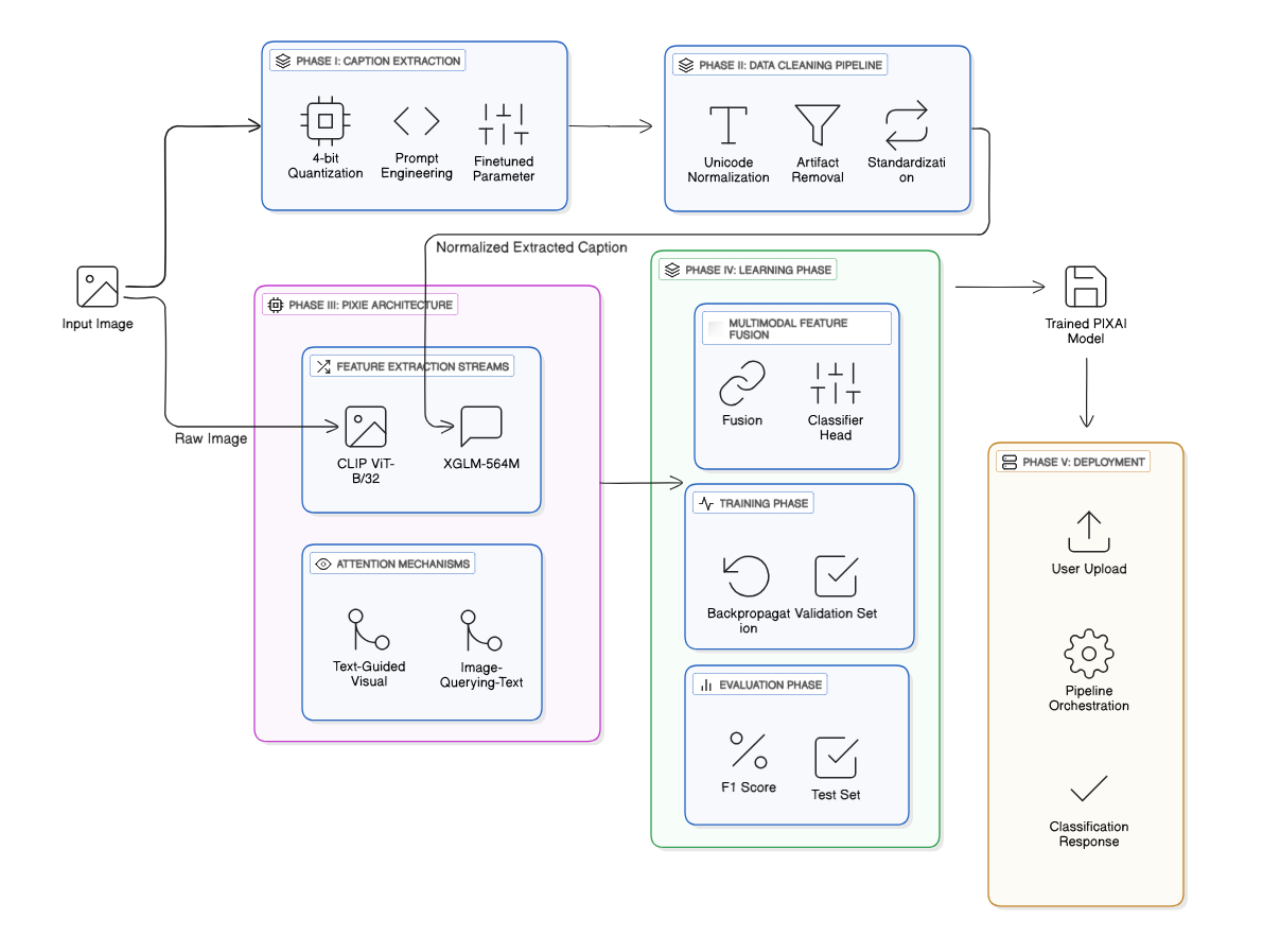 PHASE I: CAPTION EXTRACTION
4-bit
Quantization
Prompt
Engineering
Finetuned
Parameter
PHASE II: DATA CLEANING PIPELINE
Unicode
Normalization
Artifact
Removal
Standardizati
on
Normalized Extracted Caption
Input Image
Raw Image
PHASE III: PIXIE ARCHITECTURE
FEATURE EXTRACTION STREAMS
CLIP ViT-
B/32
XGLM-564M
ATTENTION MECHANISMS
Text-Guided
Visual
Image-
Querying-Text
PHASE IV: LEARNING PHASE
MULTIMODAL FEATURE
FUSION
Fusion
Classifier
Head
TRAINING PHASE
Backpropagat
ion
Validation Set
EVALUATION PHASE
F1 Score
Test Set
Trained PIXAI
Model
PHASE V: DEPLOYMENT
User Upload
Pipeline
Orchestration
Classification
Response